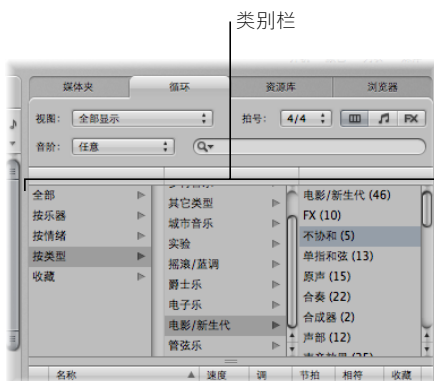 类别栏
媒体夹 循环 资源库 浏览器
视图: 全部显示 拍号: 4/4 FX
音阶: 任意
全部
按乐器
按情绪
按类型
收藏
其它类型
城市音乐
实验
摇滚/蓝调
爵士乐
电子乐
电影/新生代
管弦乐
电影/新生代 (46)
FX (10)
不协和 (5)
单指和弦 (13)
原声 (15)
合奏 (22)
合成器 (2)
声部 (12)
名称 速度 调 节拍 相符 收藏